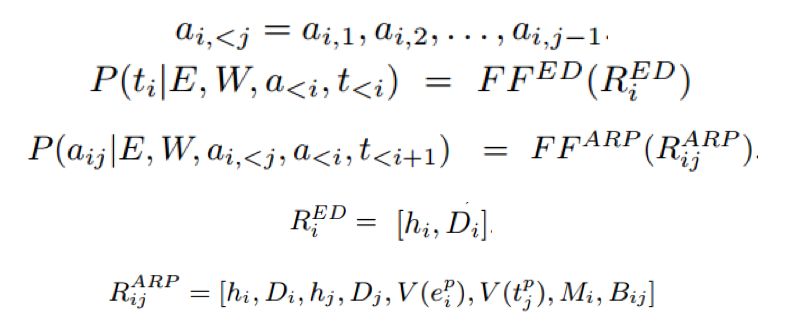 a_{i,<j} = a_{i,1}, a_{i,2}, . . . , a_{i,j−1}.
P(t_i|E, W, a_{<i}, t_{<i}) = FF^{ED}(R_i^{ED})
P(a_{ij}|E, W, a_{i,<j}, a_{<i}, t_{<i+1}) = FF^{ARP}(R_{ij}^{ARP}).
R_i^{ED} = [h_i, D_i].
R_{ij}^{ARP} = [h_i, D_i, h_j, D_j, V(e_i^p), V(t_j^p), M_i, B_{ij}]